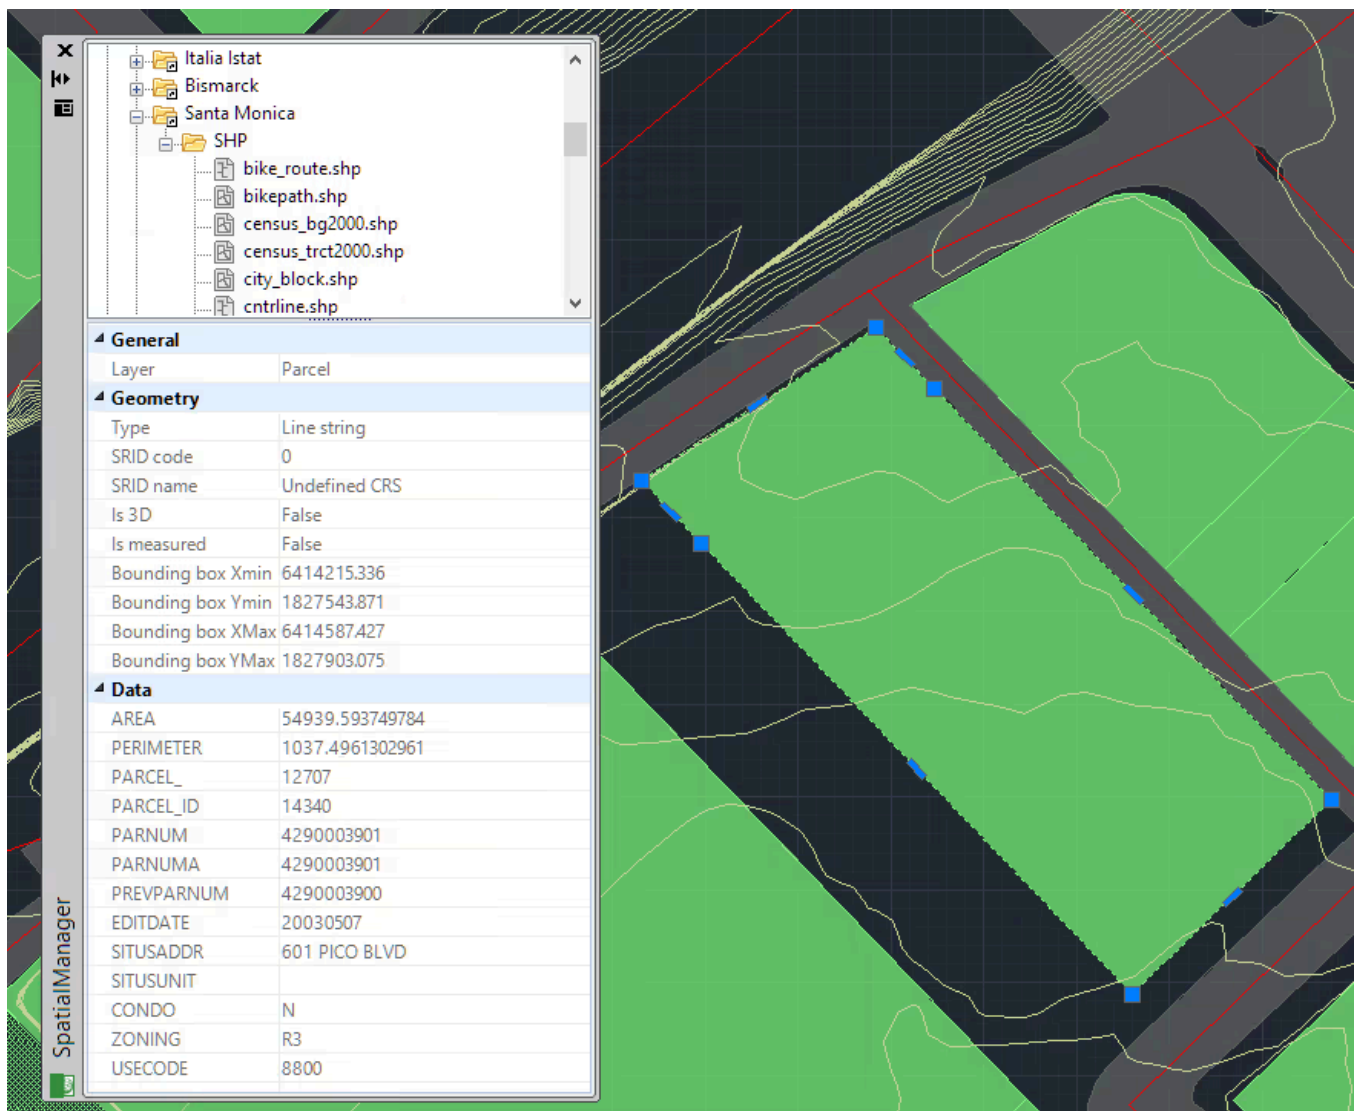 Italia Istat
Bismarck
Santa Monica
SHP
bike_route.shp
bikepath.shp
census_bg2000.shp
census_trct2000.shp
city_block.shp
cntrline.shp
General
Layer Parcel
Geometry
Type Line string
SRID code 0
SRID name Undefined CRS
Is 3D False
Is measured False
Bounding box Xmin 6414215.336
Bounding box Ymin 1827543.871
Bounding box XMax 6414587.427
Bounding box YMax 1827903.075
Data
AREA 54939.593749784
PERIMETER 1037.4961302961
PARCEL_ 12707
PARCEL_ID 14340
PARNUM 4290003901
PARNUMA 4290003901
PREVPARNUM 4290003900
EDITDATE 20030507
SITUSADDR 601 PICO BLVD
SITUSUNIT
CONDO N
ZONING R3
USECODE 8800
SpatialManager